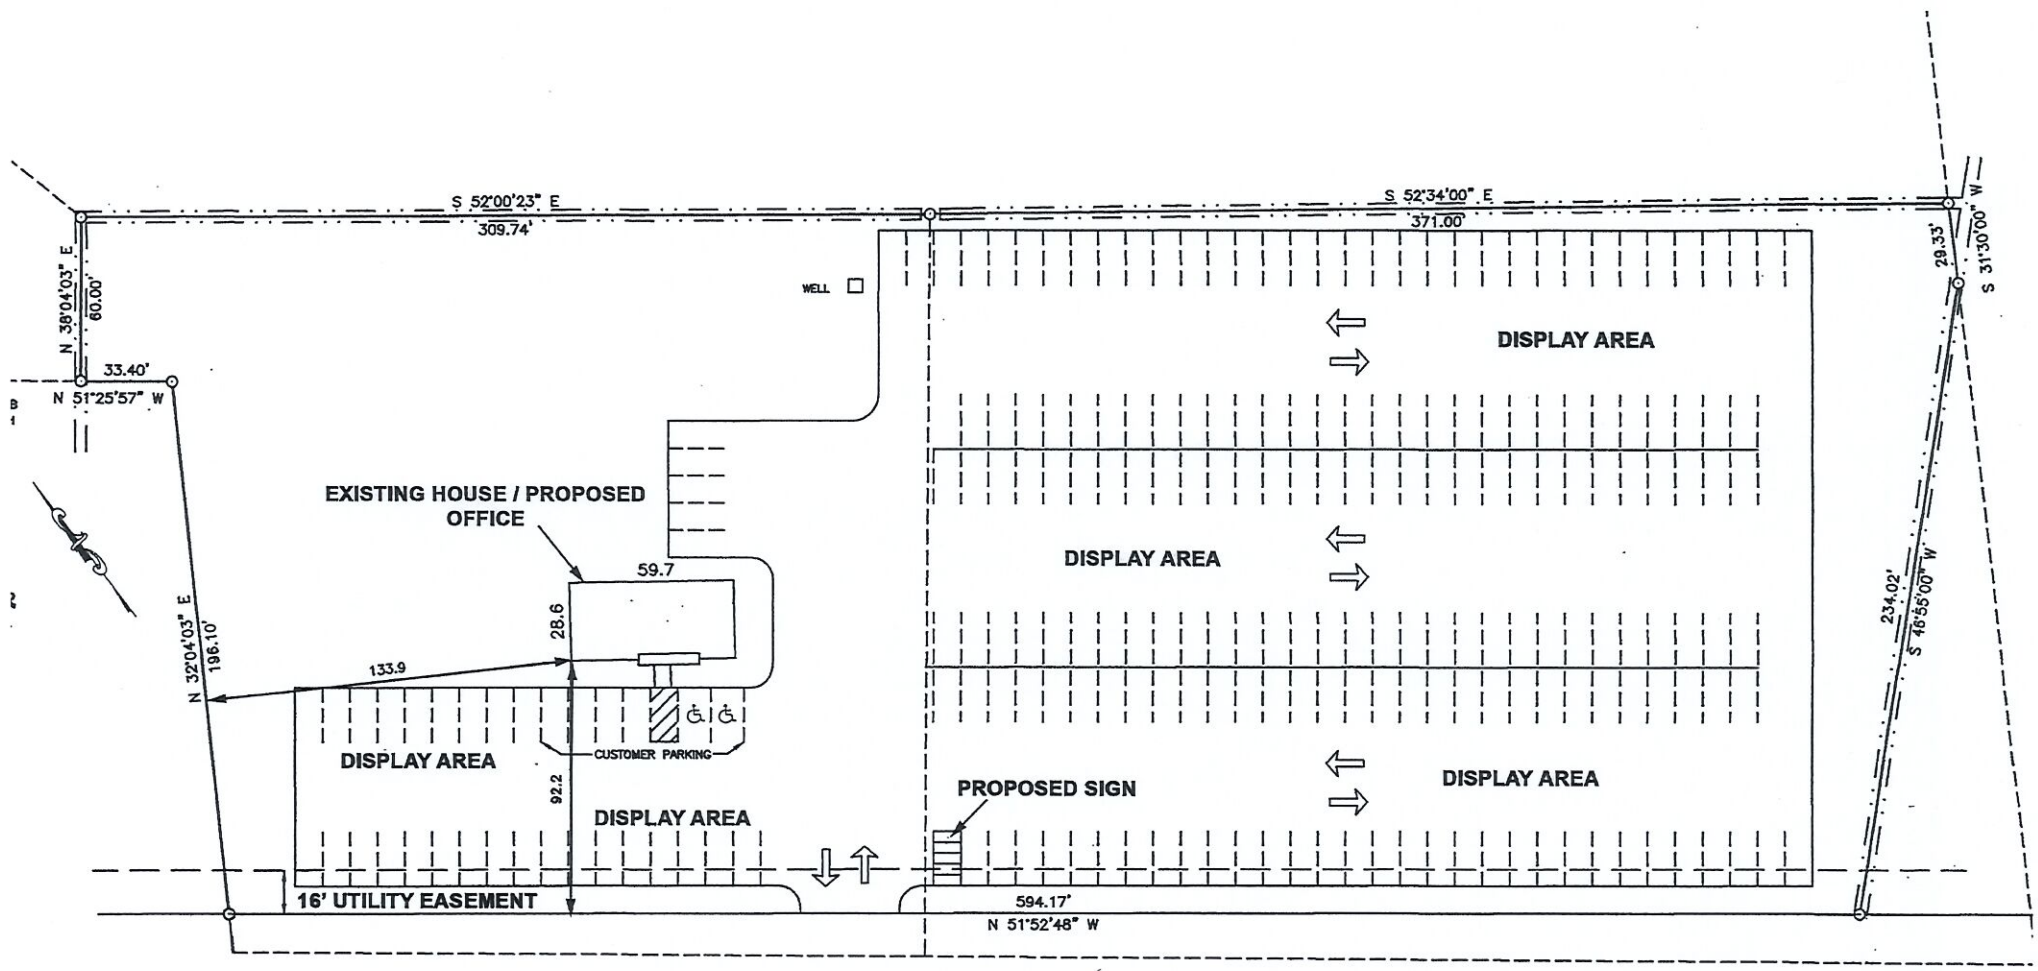 S 52°00'23" E
309.74'
S 52°34'00" E
371.00'
29.33'
S 31°30'00" W
N 38°04'03" E
60.00'
33.40'
N 51°25'57" W
WELL
DISPLAY AREA
EXISTING HOUSE / PROPOSED
OFFICE
59.7
28.6
DISPLAY AREA
234.02'
S 46°55'00" W
N 32°04'03" E
196.10'
133.9
CUSTOMER PARKING
DISPLAY AREA
92.2
DISPLAY AREA
PROPOSED SIGN
DISPLAY AREA
16' UTILITY EASEMENT
594.17'
N 51°52'48" W